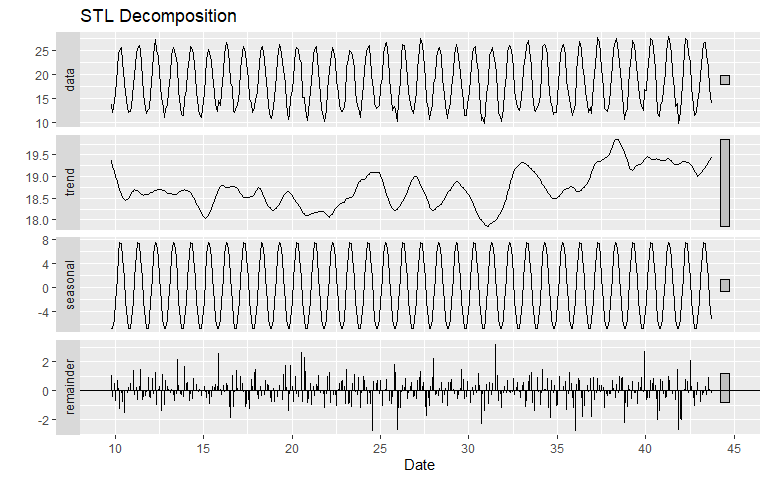 STL Decomposition
data
25
20
15
10
trend
19.5
19.0
18.5
18.0
seasonal
8
4
0
-4
remainder
2
0
-2
10 15 20 25 30 35 40 45
Date